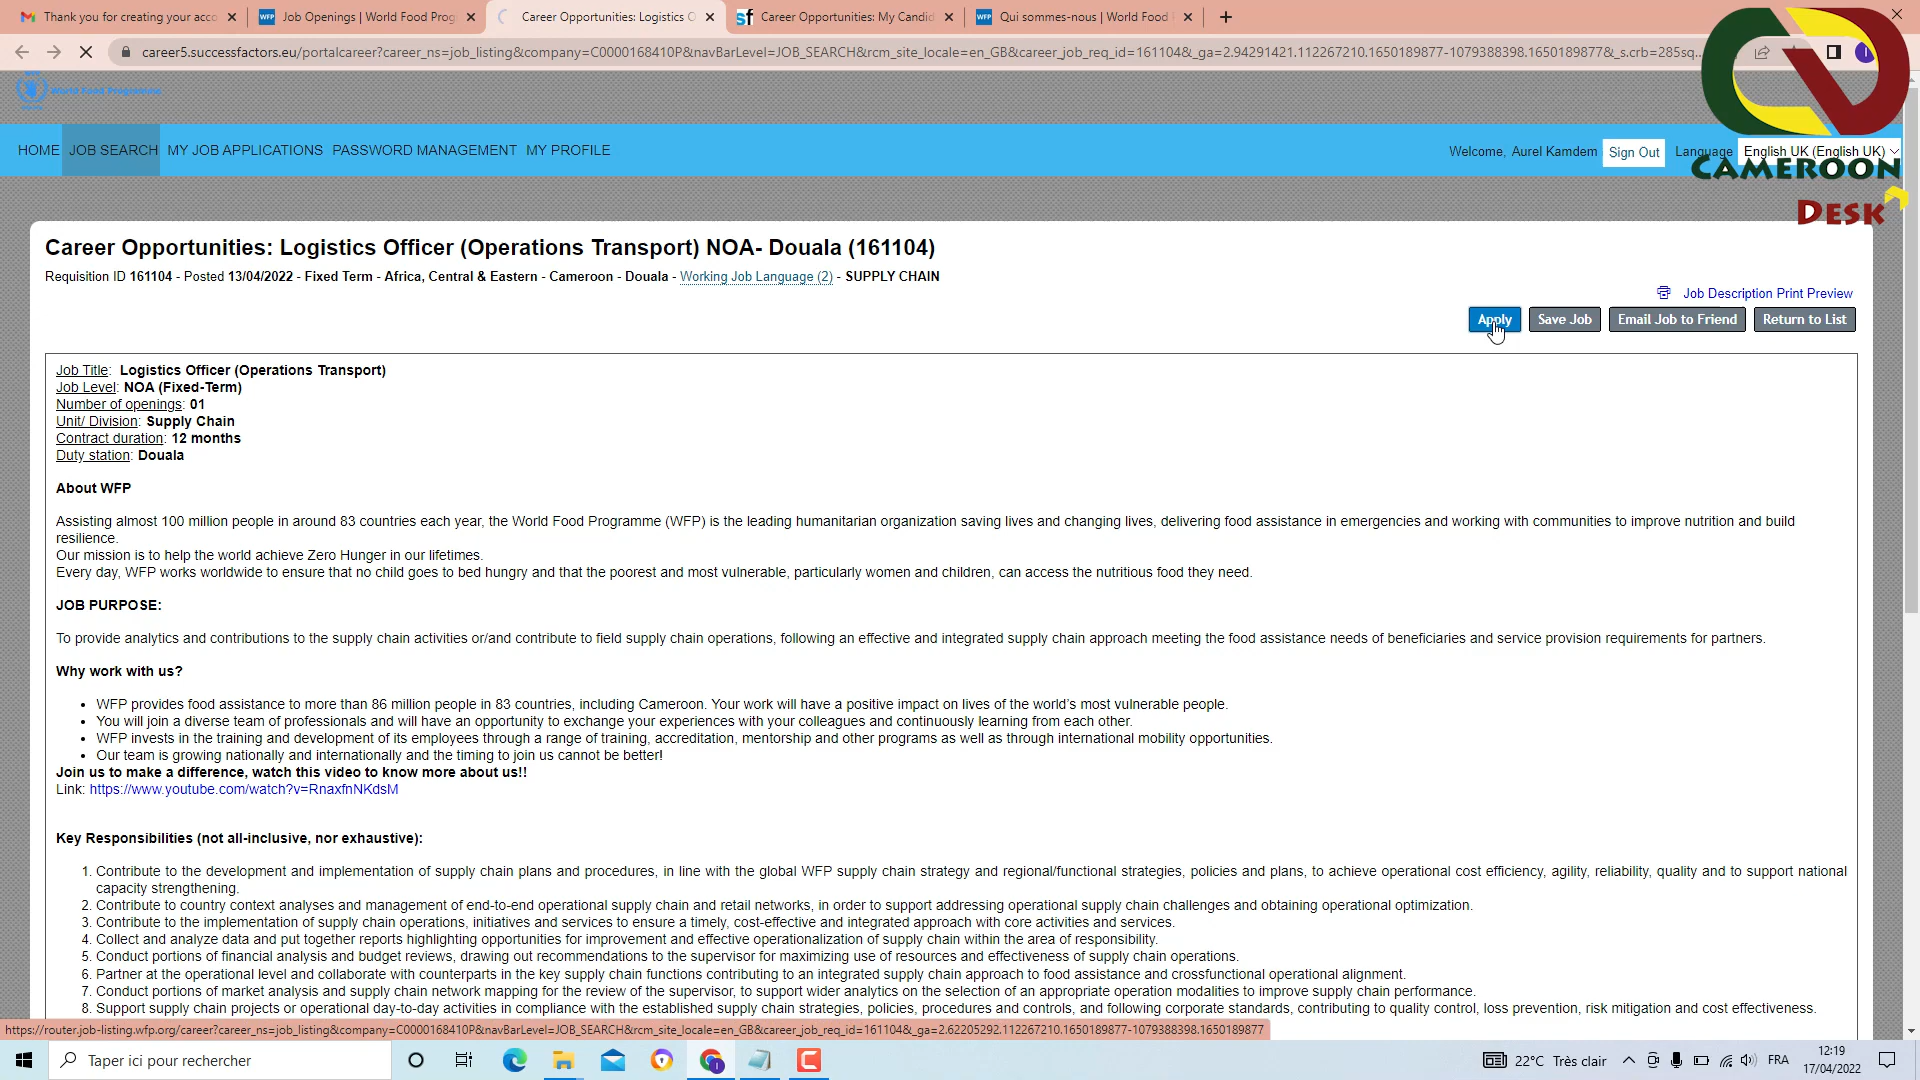 Thank you for creating your acco
Job Openings | World Food Prog
Career Opportunities: Logistics O
Career Opportunities: My Candid
Qui sommes-nous | World Food
career5.successfactors.eu/portalcareer?career_ns=job_listing&company=C0000168410P&navBarLevel=JOB_SEARCH&rcm_site_locale=en_GB&career_job_req_id=161104&_ga=2.94291421.112267210.1650189877-1079388398.1650189877&_s.crb=285sq...
World Food Programme
HOME JOB SEARCH MY JOB APPLICATIONS PASSWORD MANAGEMENT MY PROFILE
Welcome, Aurel Kamdem Sign Out Language English UK (English UK)
CAMEROON
DESK
Career Opportunities: Logistics Officer (Operations Transport) NOA- Douala (161104)
Requisition ID 161104 - Posted 13/04/2022 - Fixed Term - Africa, Central & Eastern - Cameroon - Douala - Working Job Language (2) - SUPPLY CHAIN
Job Description Print Preview
Apply Save Job Email Job to Friend Return to List
Job Title: Logistics Officer (Operations Transport)
Job Level: NOA (Fixed-Term)
Number of openings: 01
Unit/ Division: Supply Chain
Contract duration: 12 months
Duty station: Douala
About WFP
Assisting almost 100 million people in around 83 countries each year, the World Food Programme (WFP) is the leading humanitarian organization saving lives and changing lives, delivering food assistance in emergencies and working with communities to improve nutrition and build
resilience.
Our mission is to help the world achieve Zero Hunger in our lifetimes.
Every day, WFP works worldwide to ensure that no child goes to bed hungry and that the poorest and most vulnerable, particularly women and children, can access the nutritious food they need.
JOB PURPOSE:
To provide analytics and contributions to the supply chain activities or/and contribute to field supply chain operations, following an effective and integrated supply chain approach meeting the food assistance needs of beneficiaries and service provision requirements for partners.
Why work with us?
• WFP provides food assistance to more than 86 million people in 83 countries, including Cameroon. Your work will have a positive impact on lives of the world's most vulnerable people.
• You will join a diverse team of professionals and will have an opportunity to exchange your experiences with your colleagues and continuously learning from each other.
• WFP invests in the training and development of its employees through a range of training, accreditation, mentorship and other programs as well as through international mobility opportunities.
• Our team is growing nationally and internationally and the timing to join us cannot be better!
Join us to make a difference, watch this video to know more about us!!
Link: https://www.youtube.com/watch?v=RnaxfnNKdsM
Key Responsibilities (not all-inclusive, nor exhaustive):
1. Contribute to the development and implementation of supply chain plans and procedures, in line with the global WFP supply chain strategy and regional/functional strategies, policies and plans, to achieve operational cost efficiency, agility, reliability, quality and to support national
capacity strengthening.
2. Contribute to country context analyses and management of end-to-end operational supply chain and retail networks, in order to support addressing operational supply chain challenges and obtaining operational optimization.
3. Contribute to the implementation of supply chain operations, initiatives and services to ensure a timely, cost-effective and integrated approach with core activities and services.
4. Collect and analyze data and put together reports highlighting opportunities for improvement and effective operationalization of supply chain within the area of responsibility.
5. Conduct portions of financial analysis and budget reviews, drawing out recommendations to the supervisor for maximizing use of resources and effectiveness of supply chain operations.
6. Partner at the operational level and collaborate with counterparts in the key supply chain functions contributing to an integrated supply chain approach to food assistance and crossfunctional operational alignment.
7. Conduct portions of market analysis and supply chain network mapping for the review of the supervisor, to support wider analytics on the selection of an appropriate operation modalities to improve supply chain performance.
8. Support supply chain projects or operational day-to-day activities in compliance with the established supply chain strategies, policies, procedures and controls, and following corporate standards, contributing to quality control, loss prevention, risk mitigation and cost effectiveness.
https://router.job-listing.wfp.org/career?career_ns=job_listing&company=C0000168410P&navBarLevel=JOB_SEARCH&rcm_site_locale=en_GB&career_job_req_id=161104&_ga=2.62205292.112267210.1650189877-1079388398.1650189877
Taper ici pour rechercher
22°C Très clair
FRA
12:19
17/04/2022